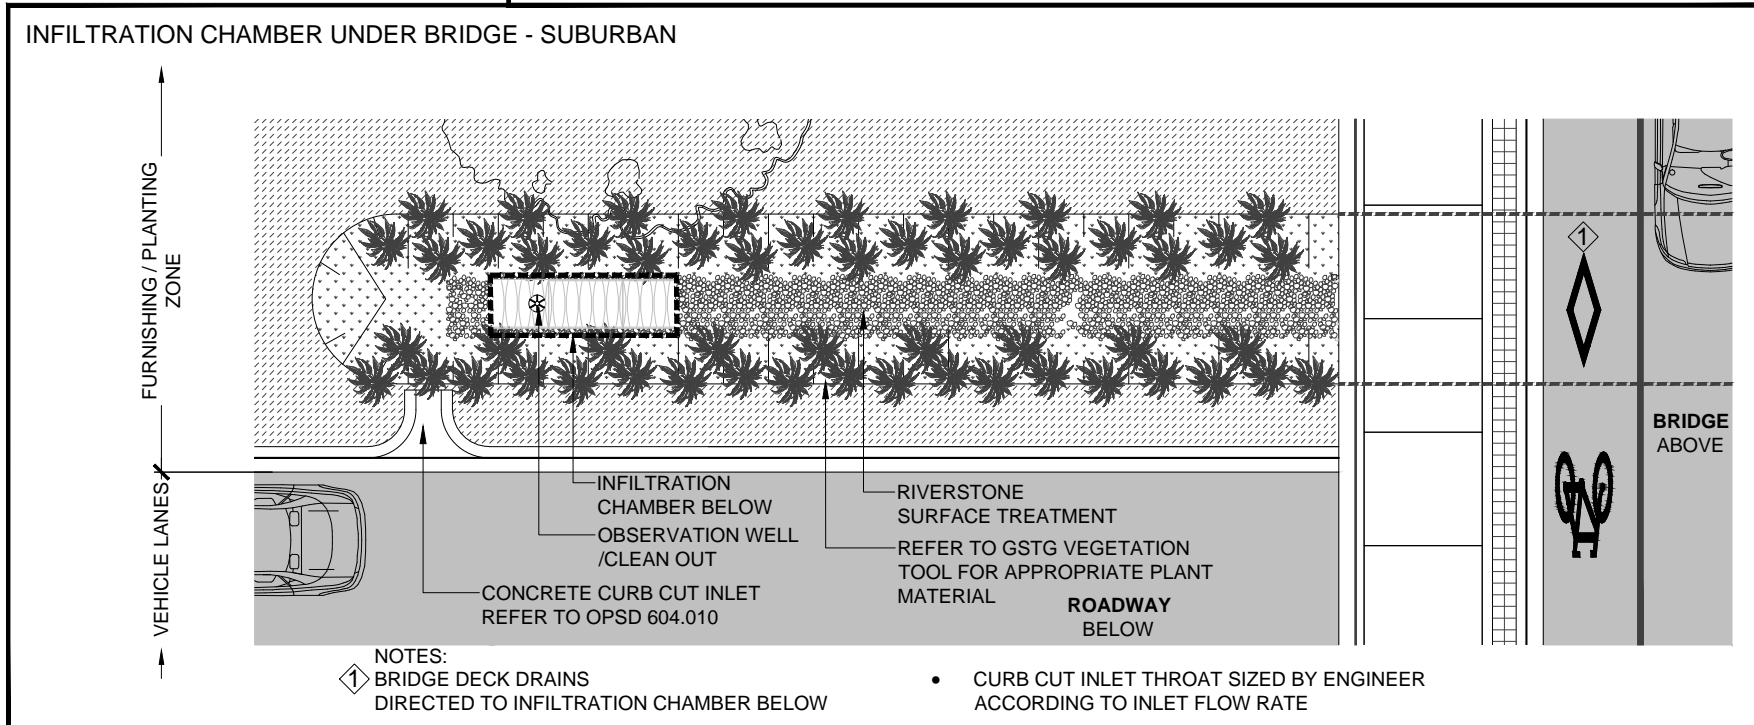 INFILTRATION CHAMBER UNDER BRIDGE - SUBURBAN
FURNISHING / PLANTING
ZONE
VEHICLE LANES
1
BRIDGE
ABOVE
INFILTRATION
CHAMBER BELOW
OBSERVATION WELL
/CLEAN OUT
CONCRETE CURB CUT INLET
REFER TO OPSD 604.010
RIVERSTONE
SURFACE TREATMENT
REFER TO GSTG VEGETATION
TOOL FOR APPROPRIATE PLANT
MATERIAL
ROADWAY
BELOW
NOTES:
1 BRIDGE DECK DRAINS
DIRECTED TO INFILTRATION CHAMBER BELOW
• CURB CUT INLET THROAT SIZED BY ENGINEER
ACCORDING TO INLET FLOW RATE